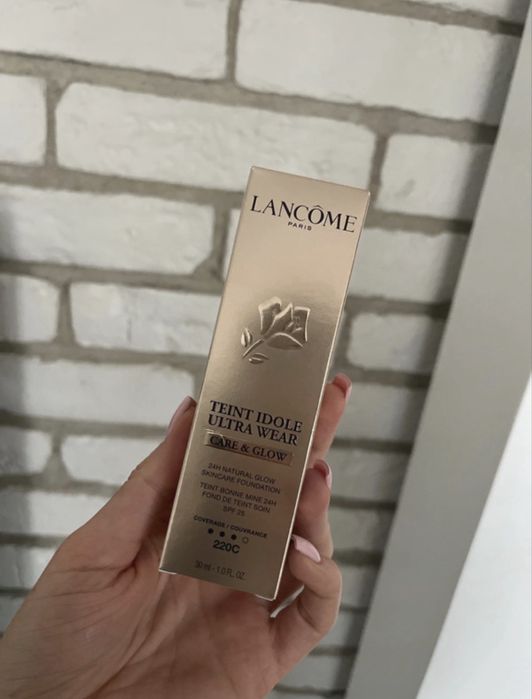 LANCÔME
PARIS
TEINT IDOLE
ULTRA WEAR
CARE & GLOW
24H NATURAL GLOW
SKINCARE FOUNDATION
TEINT BONNE MINE 24H
FOND DE TEINT SOIN
SPF 25
COVERAGE / COUVRANCE
220C
30 ml - 1.0 FL. OZ.